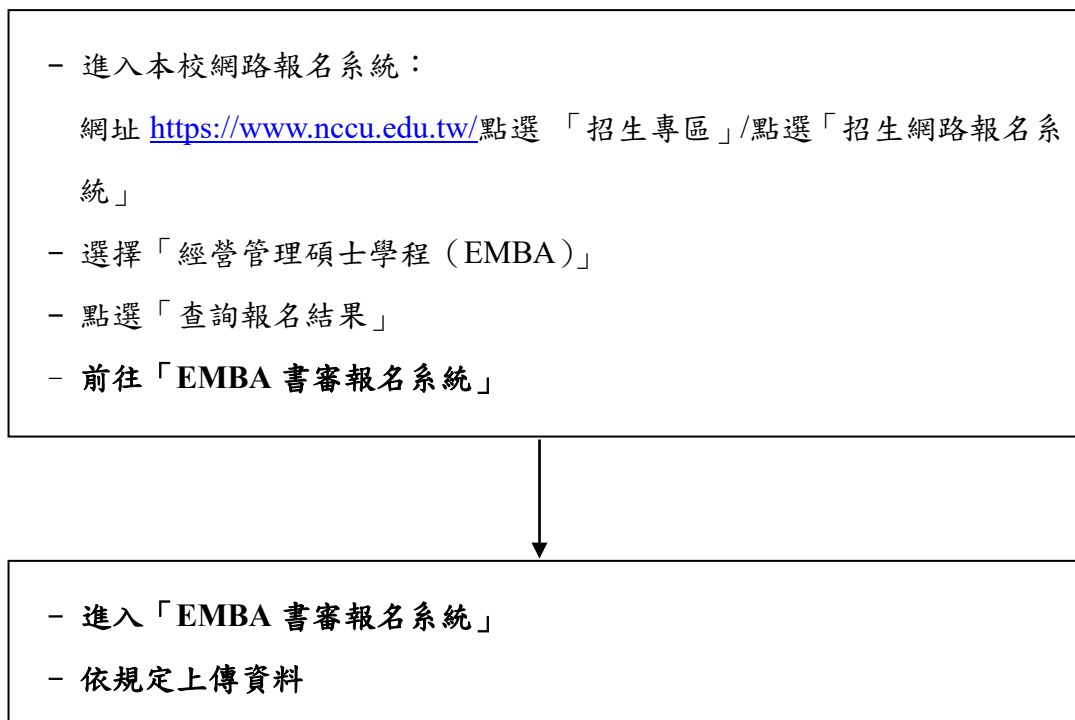 − 進入本校網路報名系統：
網址 https://www.nccu.edu.tw/點選 「招生專區」/點選「招生網路報名系
統」
− 選擇「經營管理碩士學程（EMBA）」
− 點選「查詢報名結果」
− 前往「EMBA 書審報名系統」
− 進入「EMBA 書審報名系統」
− 依規定上傳資料